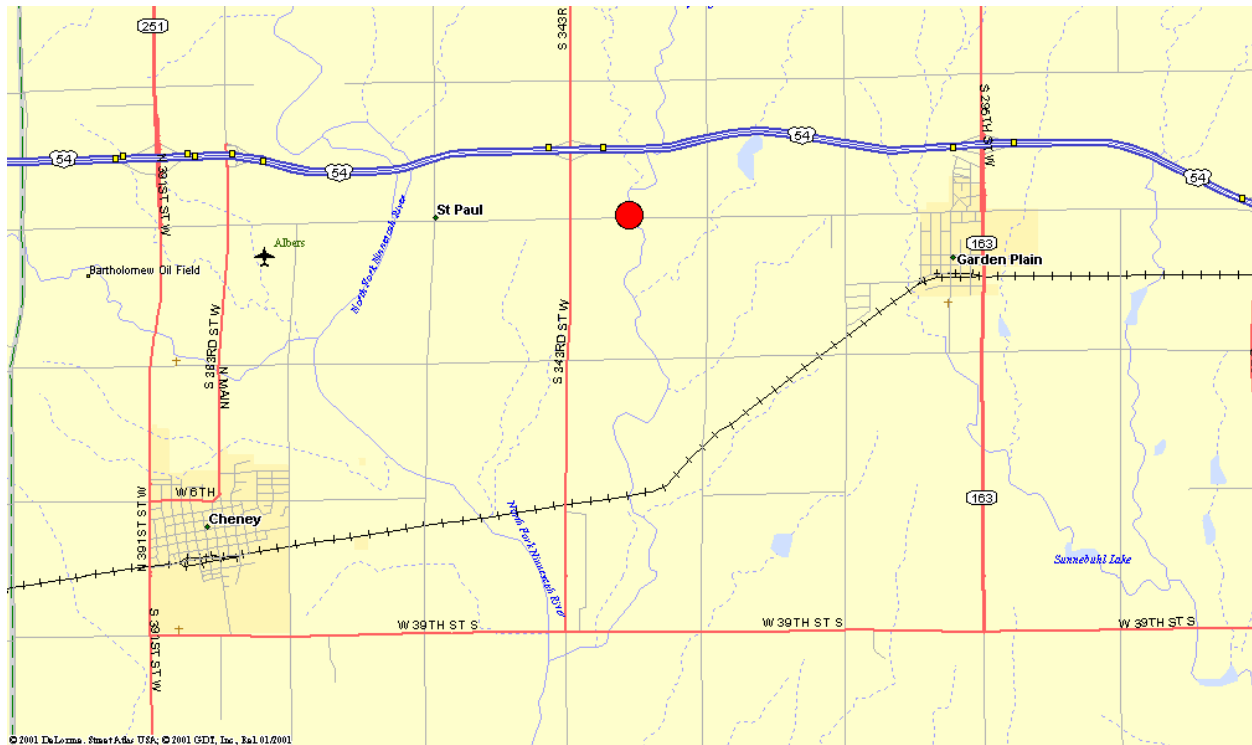 251
S 343R
S 296TH ST W
54
54
54
54
N 391ST ST W
St Paul
163
Albers
Garden Plain
Bartholomew Oil Field
North Fork Ninnescah River
S 383RD ST W
S 343RD ST W
N MAIN
W 6TH
163
Cheney
N 391ST ST W
North Fork Ninnescah River
Sunnebuhl Lake
S 391ST ST W
W 39TH ST S
W 39TH ST S
W 39TH ST S
© 2001 DeLorme. Street Atlas USA; © 2001 GDT, Inc., Rel. 01/2001